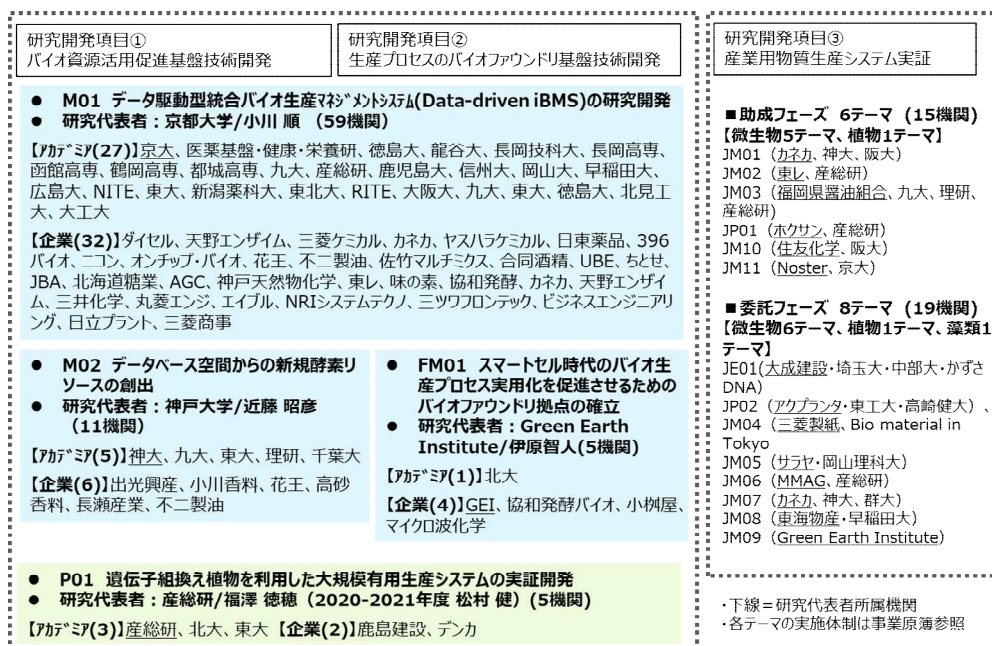 研究開発項目①
バイオ資源活用促進基盤技術開発
研究開発項目②
生産プロセスのバイオファウンドリ基盤技術開発
● M01 データ駆動型統合バイオ生産マネジメントシステム(Data-driven iBMS)の研究開発
● 研究代表者：京都大学/小川 順 （59機関）
【アカデミア(27)】京大、医薬基盤・健康・栄養研、徳島大、龍谷大、長岡技科大、長岡高専、
函館高専、鶴岡高専、都城高専、九大、産総研、鹿児島大、信州大、岡山大、早稲田大、
広島大、NITE、東大、新潟薬科大、東北大、RITE、大阪大、九大、東大、徳島大、北見工
大、大工大
【企業(32)】ダイセル、天野エンザイム、三菱ケミカル、カネカ、ヤスハラケミカル、日東薬品、396
バイオ、ニコン、オンチップ・バイオ、花王、不二製油、佐竹マルチミクス、合同酒精、UBE、ちとせ、
JBA、北海道糖業、AGC、神戸天然物化学、東レ、味の素、協和発酵、カネカ、天野エンザイ
ム、三井化学、丸菱エンジ、エイブル、NRIシステムテクノ、三ツワフロンテック、ビジネスエンジニアリ
ング、日立プラント、三菱商事
● M02 データベース空間からの新規酵素リ
ソースの創出
● 研究代表者：神戸大学/近藤 昭彦
（11機関）
【アカデミア(5)】神大、九大、東大、理研、千葉大
【企業(6)】出光興産、小川香料、花王、高砂
香料、長瀬産業、不二製油
● FM01 スマートセル時代のバイオ生
産プロセス実用化を促進させるための
バイオファウンドリ拠点の確立
● 研究代表者：Green Earth
Institute/伊原智人(5機関)
【アカデミア(1)】北大
【企業(4)】GEI、協和発酵バイオ、小桝屋、
マイクロ波化学
● P01 遺伝子組換え植物を利用した大規模有用生産システムの実証開発
● 研究代表者：産総研/福澤 徳穂（2020-2021年度 松村 健）(5機関)
【アカデミア(3)】産総研、北大、東大 【企業(2)】鹿島建設、デンカ
研究開発項目③
産業用物質生産システム実証
■助成フェーズ 6テーマ (15機関)
【微生物5テーマ、植物1テーマ】
JM01（カネカ、神大、阪大）
JM02（東レ、産総研）
JM03（福岡県醤油組合、九大、理研、
産総研)
JP01（ホクサン、産総研）
JM10（住友化学、阪大）
JM11（Noster、京大）
■委託フェーズ 8テーマ (19機関)
【微生物6テーマ、植物1テーマ、藻類1
テーマ】
JE01(大成建設・埼玉大・中部大・かずさ
DNA)
JP02（アクプランタ・東工大・高崎健大）、
JM04（三菱製紙、Bio material in
Tokyo
JM05（サラヤ・岡山理科大）
JM06（MMAG、産総研）
JM07（カネカ、神大、群大）
JM08（東海物産・早稲田大）
JM09（Green Earth Institute）
・下線＝研究代表者所属機関
・各テーマの実施体制は事業原簿参照